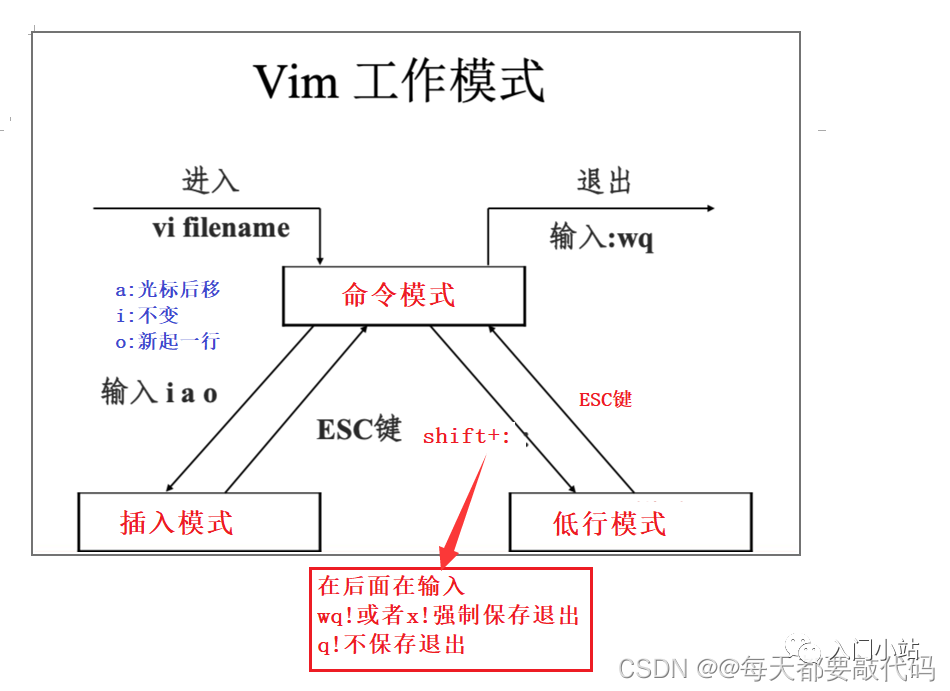 Vim 工作模式
进入
退出
vi filename
输入:wq
a:光标后移
i:不变
o:新起一行
命令模式
输入 i a o
ESC键
ESC键
shift+:
插入模式
低行模式
在后面在输入
wq!或者x!强制保存退出
q!不保存退出
入门小站
CSDN @@每天都要敲代码